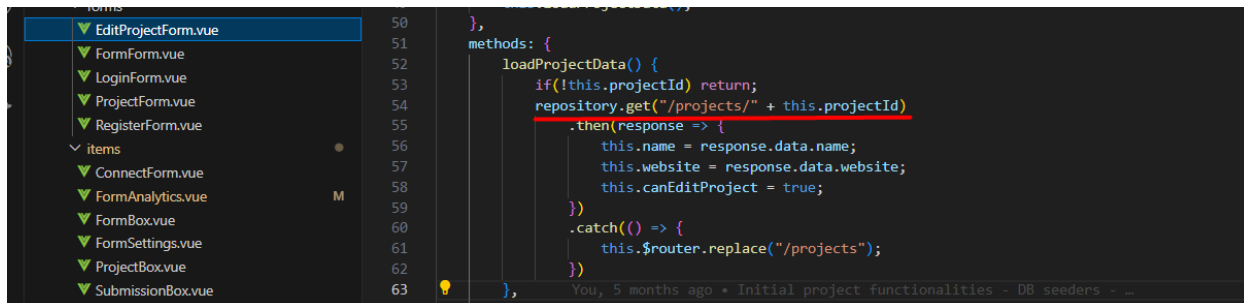 forms
EditProjectForm.vue
FormForm.vue
LoginForm.vue
ProjectForm.vue
RegisterForm.vue
items
ConnectForm.vue
FormAnalytics.vue M
FormBox.vue
FormSettings.vue
ProjectBox.vue
SubmissionBox.vue
50 },
51 methods: {
52 loadProjectData() {
53 if(!this.projectId) return;
54 repository.get("/projects/" + this.projectId)
55 .then(response => {
56 this.name = response.data.name;
57 this.website = response.data.website;
58 this.canEditProject = true;
59 })
60 .catch(() => {
61 this.$router.replace("/projects");
62 })
63 }, You, 5 months ago • Initial project functionalities - DB seeders - …